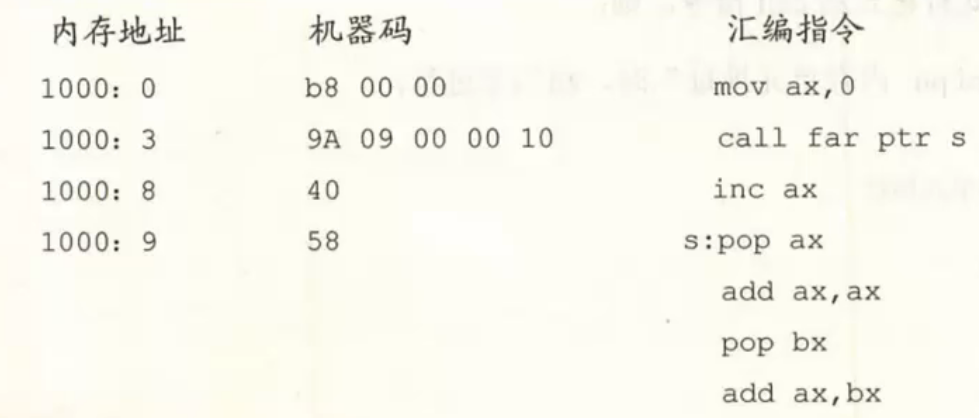 内存地址 机器码 汇编指令
1000：0 b8 00 00 mov ax,0
1000：3 9A 09 00 00 10 call far ptr s
1000：8 40 inc ax
1000：9 58 s:pop ax
add ax,ax
pop bx
add ax,bx